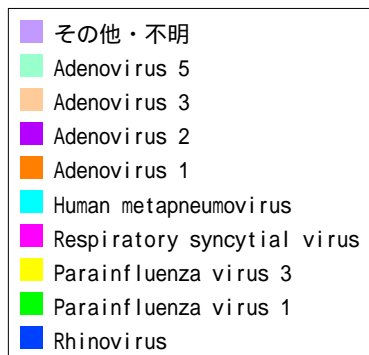 その他・不明
Adenovirus 5
Adenovirus 3
Adenovirus 2
Adenovirus 1
Human metapneumovirus
Respiratory syncytial virus
Parainfluenza virus 3
Parainfluenza virus 1
Rhinovirus